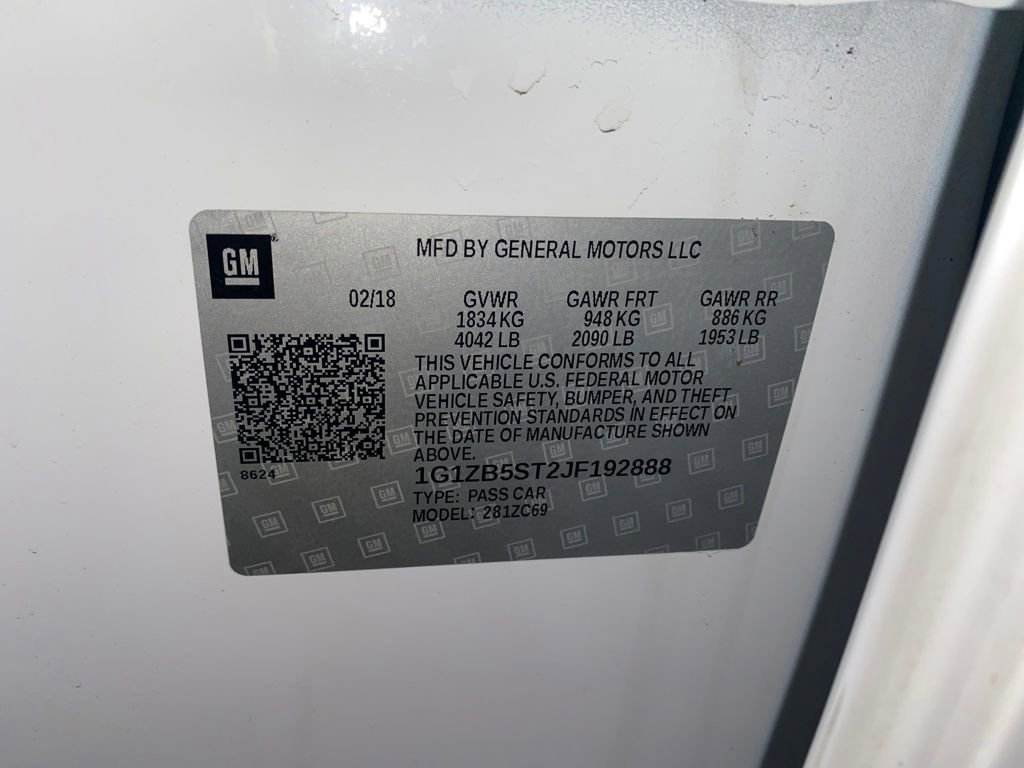 GM
MFD BY GENERAL MOTORS LLC
02/18 GVWR GAWR FRT GAWR RR
1834 KG 948 KG 886 KG
4042 LB 2090 LB 1953 LB
THIS VEHICLE CONFORMS TO ALL
APPLICABLE U.S. FEDERAL MOTOR
VEHICLE SAFETY, BUMPER, AND THEFT
PREVENTION STANDARDS IN EFFECT ON
THE DATE OF MANUFACTURE SHOWN
ABOVE.
8624
1G1ZB5ST2JF192888
TYPE: PASS CAR
MODEL: 281ZC69